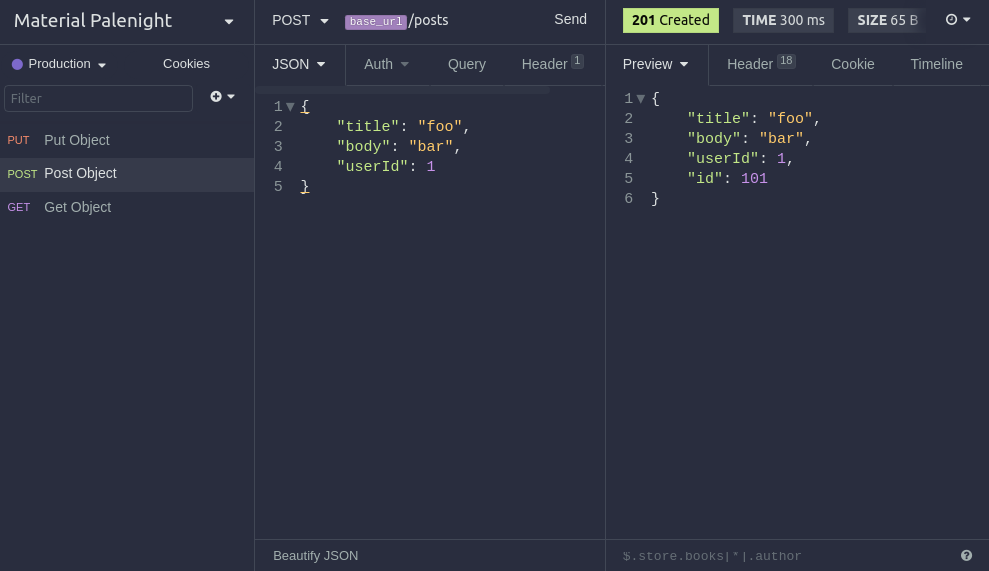 Material Palenight
Production
Cookies
Filter
PUT Put Object
POST Post Object
GET Get Object
POST base_url/posts Send
JSON Auth Query Header 1
1 {
2     "title": "foo",
3     "body": "bar",
4     "userId": 1
5 }
Beautify JSON
201 Created TIME 300 ms SIZE 65 B
Preview Header 18 Cookie Timeline
1 {
2     "title": "foo",
3     "body": "bar",
4     "userId": 1,
5     "id": 101
6 }
$.store.books[*].author